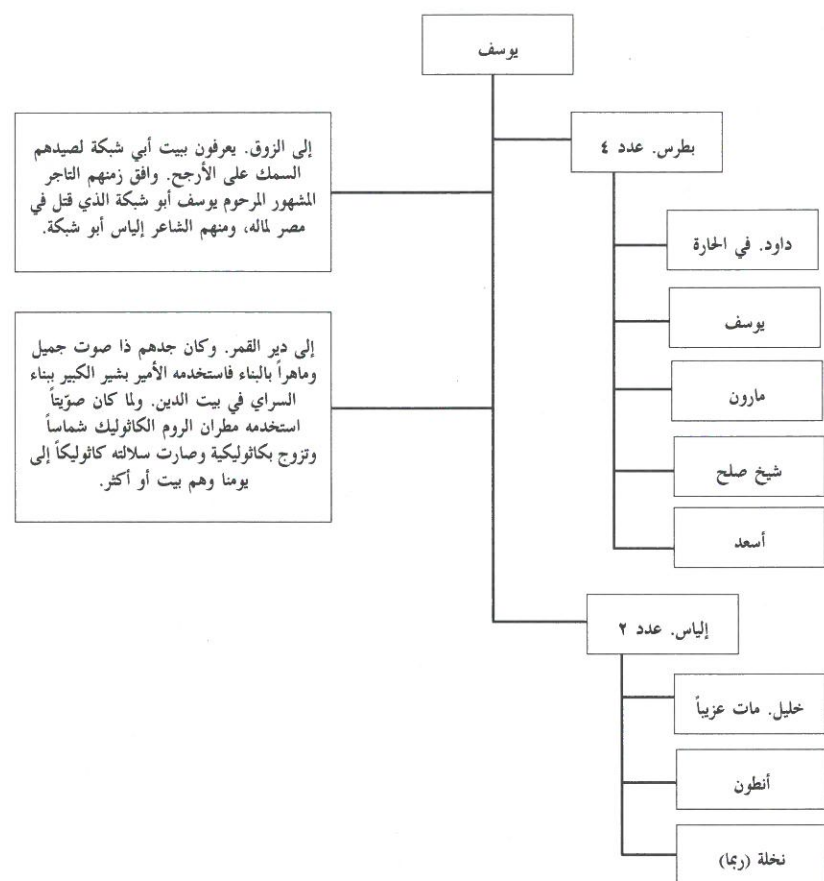 يوسف
بطرس. عدد ٤
داود. في الحارة
يوسف
مارون
شيخ صلح
أسعد
إلى الزوق. يعرفون ببيت أبي شبكة لصيدهم
السمك على الأرجح. وافق زمنهم التاجر
المشهور المرحوم يوسف أبو شبكة الذي قتل في
مصر لماله، ومنهم الشاعر إلياس أبو شبكة.
إلى دير القمر. وكان جدهم ذا صوت جميل
وماهراً بالبناء فاستخدمه الأمير بشير الكبير ببناء
السراي في بيت الدين. ولما كان صوّيتاً
استخدمه مطران الروم الكاثوليك شماساً
وتزوج بكاثوليكية وصارت سلالته كاثوليكاً إلى
يومنا وهم بيت أو أكثر.
إلياس. عدد ٢
خليل. مات عزيباً
أنطون
نخلة (ربما)